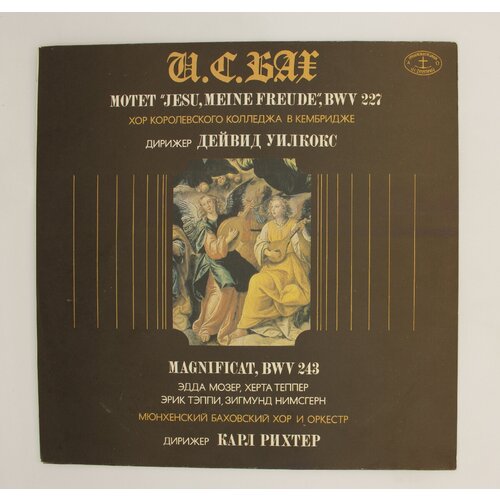 И.С.БАХ
МОТЕТ "JESU, MEINE FREUDE", BWV 227
ХОР КОРОЛЕВСКОГО КОЛЛЕДЖА В КЕМБРИДЖЕ
ДИРИЖЕР ДЕЙВИД УИЛКОКС
MAGNIFICAT, BWV 243
ЭДДА МОЗЕР, ХЕРТА ТЕППЕР
ЭРИК ТЭППИ, ЗИГМУНД НИМСГЕРН
МЮНХЕНСКИЙ БАХОВСКИЙ ХОР И ОРКЕСТР
ДИРИЖЕР КАРЛ РИХТЕР